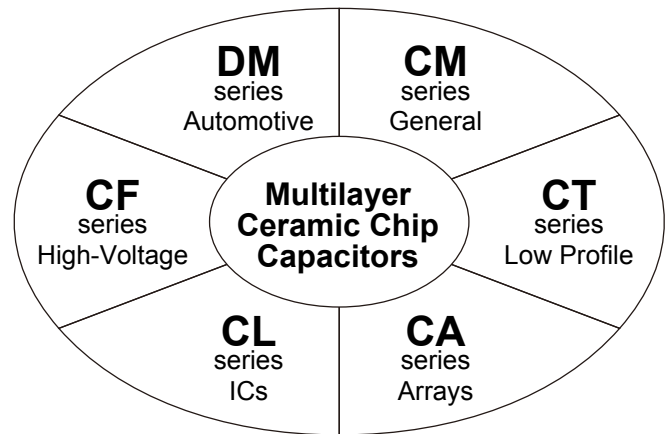 DM
series
Automotive
CM
series
General
CF
series
High-Voltage
Multilayer
Ceramic Chip
Capacitors
CT
series
Low Profile
CL
series
ICs
CA
series
Arrays